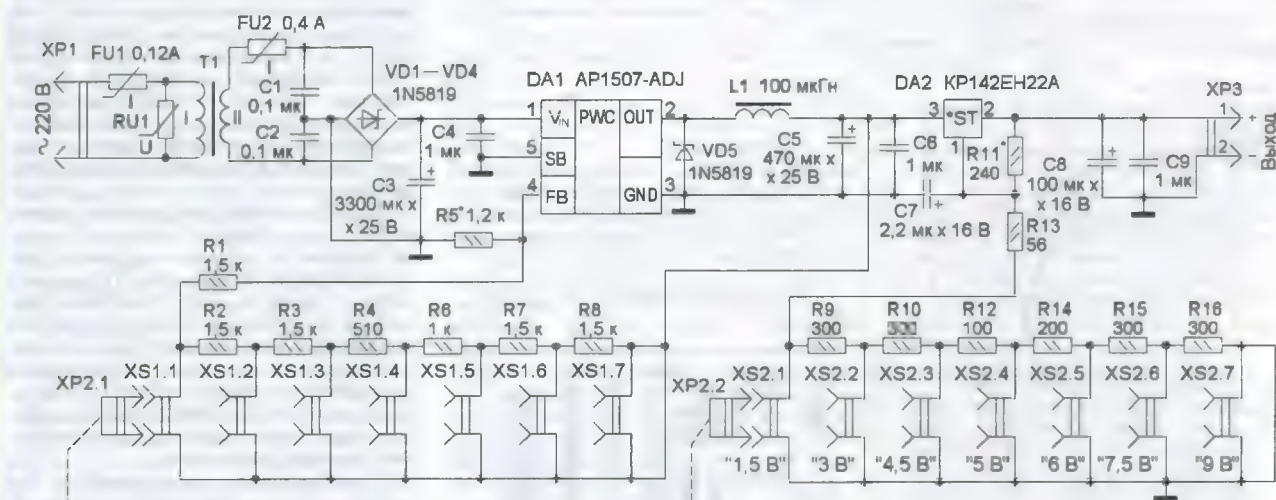 FU2 0,4 А
XP1
FU1 0,12А
T1
~220 В
I
RU1
U
I
II
I
C1
0,1 мк
C2
0,1 мк
VD1—VD4
1N5819
C4
1 мк
C3
3300 мк х
х 25 В
DA1 AP1507-ADJ
1
VIN
PWC
OUT
2
5
SB
4
FB
GND
3
R5* 1,2 к
VD5
1N5819
L1 100 мкГн
C5
470 мк х
х 25 В
DA2 КР142ЕН22А
3
*ST
2
1
C6
1 мк
C7
2,2 мк х 16 В
R11*
240
R13
56
C8
100 мк х
х 16 В
C9
1 мк
XP3
1
+
2
-
Выход
R1
1,5 к
R2
1,5 к
R3
1,5 к
R4
510
R6
1 к
R7
1,5 к
R8
1,5 к
XP2.1
XS1.1
XS1.2
XS1.3
XS1.4
XS1.5
XS1.6
XS1.7
R9
300
R10
300
R12
100
R14
200
R15
300
R16
300
XP2.2
XS2.1
XS2.2
XS2.3
XS2.4
XS2.5
XS2.6
XS2.7
"1,5 В"
"3 В"
"4,5 В"
"5 В"
"6 В"
"7,5 В"
"9 В"